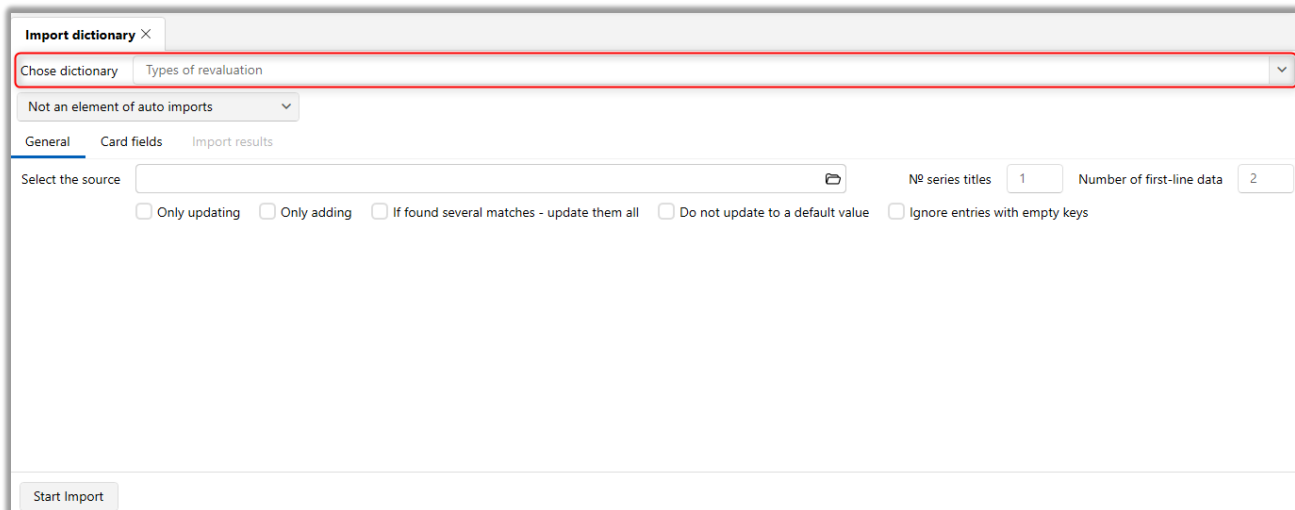 Import dictionary
Chose dictionary Types of revaluation
Not an element of auto imports
General Card fields Import results
Select the source № series titles 1 Number of first-line data 2
Only updating Only adding If found several matches - update them all Do not update to a default value Ignore entries with empty keys
Start Import